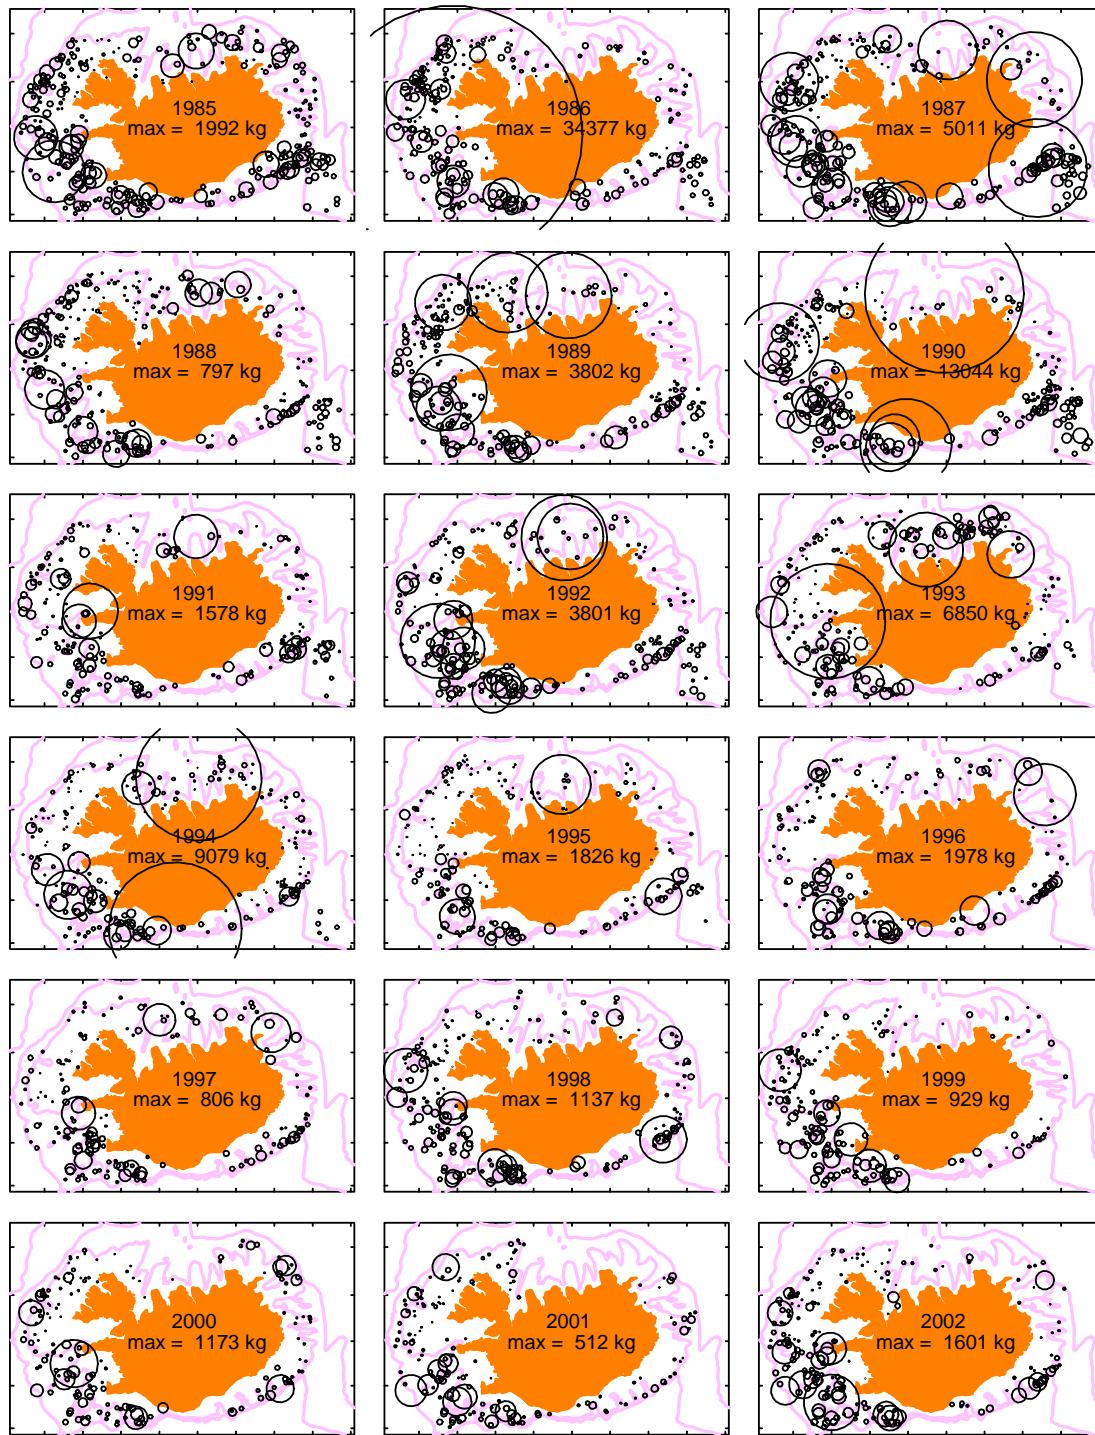 1985
max = 1992 kg
1986
max = 34377 kg
1987
max = 5011 kg
1988
max = 797 kg
1989
max = 3802 kg
1990
max = 13044 kg
1991
max = 1578 kg
1992
max = 3801 kg
1993
max = 6850 kg
1994
max = 9079 kg
1995
max = 1826 kg
1996
max = 1978 kg
1997
max = 806 kg
1998
max = 1137 kg
1999
max = 929 kg
2000
max = 1173 kg
2001
max = 512 kg
2002
max = 1601 kg